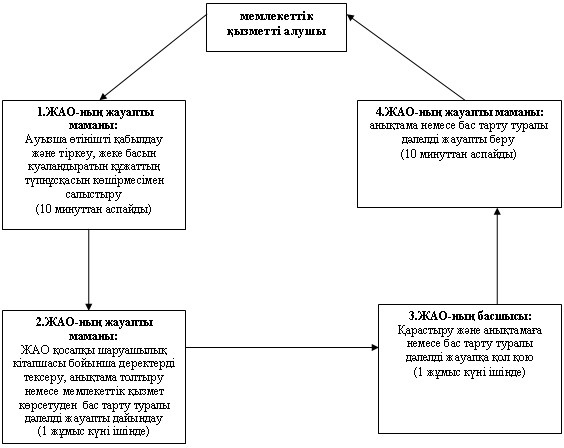 мемлекеттік
қызметті алушы
1.ЖАО-ның жауапты
маманы:
Ауызша өтінішті қабылдау
және тіркеу, жеке басын
куәландыратын құжаттың
түпнұсқасын көшірмесімен
салыстыру
(10 минуттан аспайды)
2.ЖАО-ның жауапты
маманы:
ЖАО қосалқы шаруашылық
кітапшасы бойынша деректерді
тексеру, анықтама толтыру
немесе мемлекеттік қызмет
көрсетуден бас тарту туралы
дәлелді жауапты дайындау
(1 жұмыс күні ішінде)
3.ЖАО-ның басшысы:
Қарастыру және анықтамаға
немесе бас тарту туралы
дәлелді жауапқа қол қою
(1 жұмыс күні ішінде)
4.ЖАО-ның жауапты маманы:
анықтама немесе бас тарту туралы
дәлелді жауапты беру
(10 минуттан аспайды)